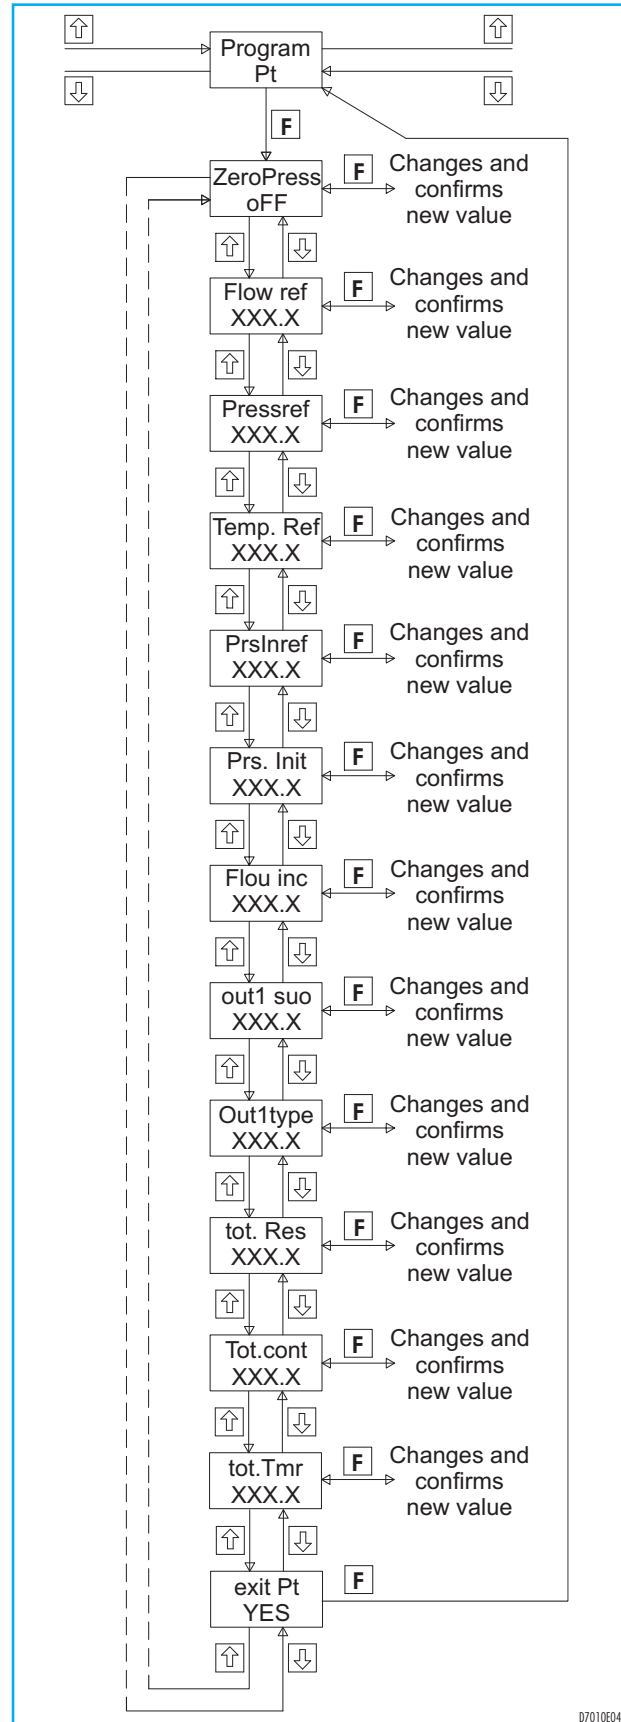 Program
Pt
F
ZeroPress
oFF
F
Changes and
confirms
new value
Flow ref
XXX.X
F
Changes and
confirms
new value
Pressref
XXX.X
F
Changes and
confirms
new value
Temp. Ref
XXX.X
F
Changes and
confirms
new value
PrsInref
XXX.X
F
Changes and
confirms
new value
Prs. Init
XXX.X
F
Changes and
confirms
new value
Flou inc
XXX.X
F
Changes and
confirms
new value
out1 suo
XXX.X
F
Changes and
confirms
new value
Out1type
XXX.X
F
Changes and
confirms
new value
tot. Res
XXX.X
F
Changes and
confirms
new value
Tot.cont
XXX.X
F
Changes and
confirms
new value
tot.Tmr
XXX.X
F
Changes and
confirms
new value
exit Pt
YES
F
D7010E04